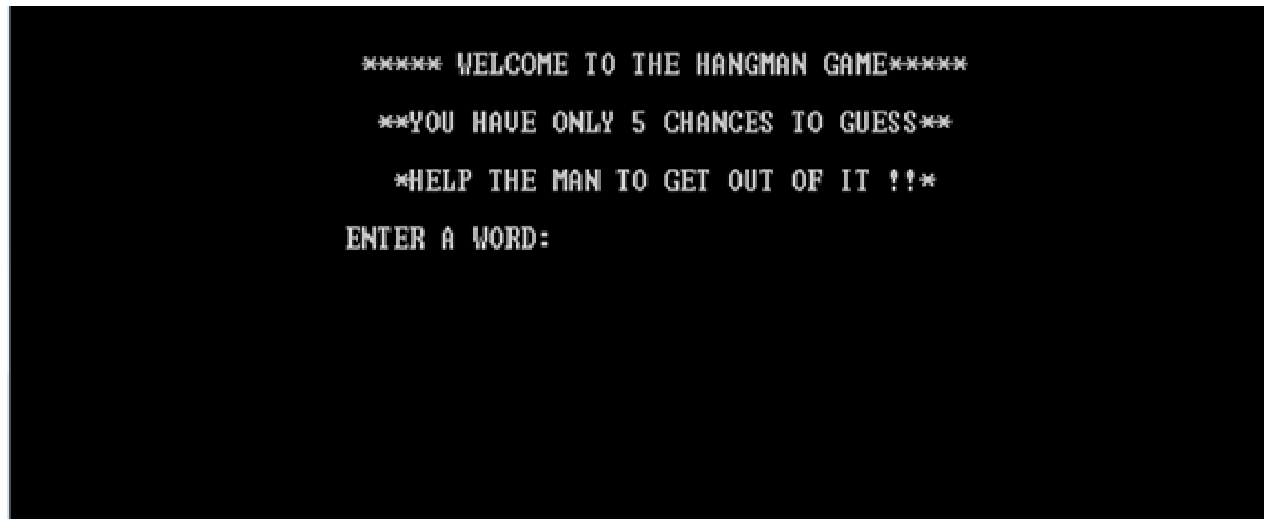 ***** WELCOME TO THE HANGMAN GAME*****
**YOU HAVE ONLY 5 CHANCES TO GUESS**
*HELP THE MAN TO GET OUT OF IT !!*
ENTER A WORD: